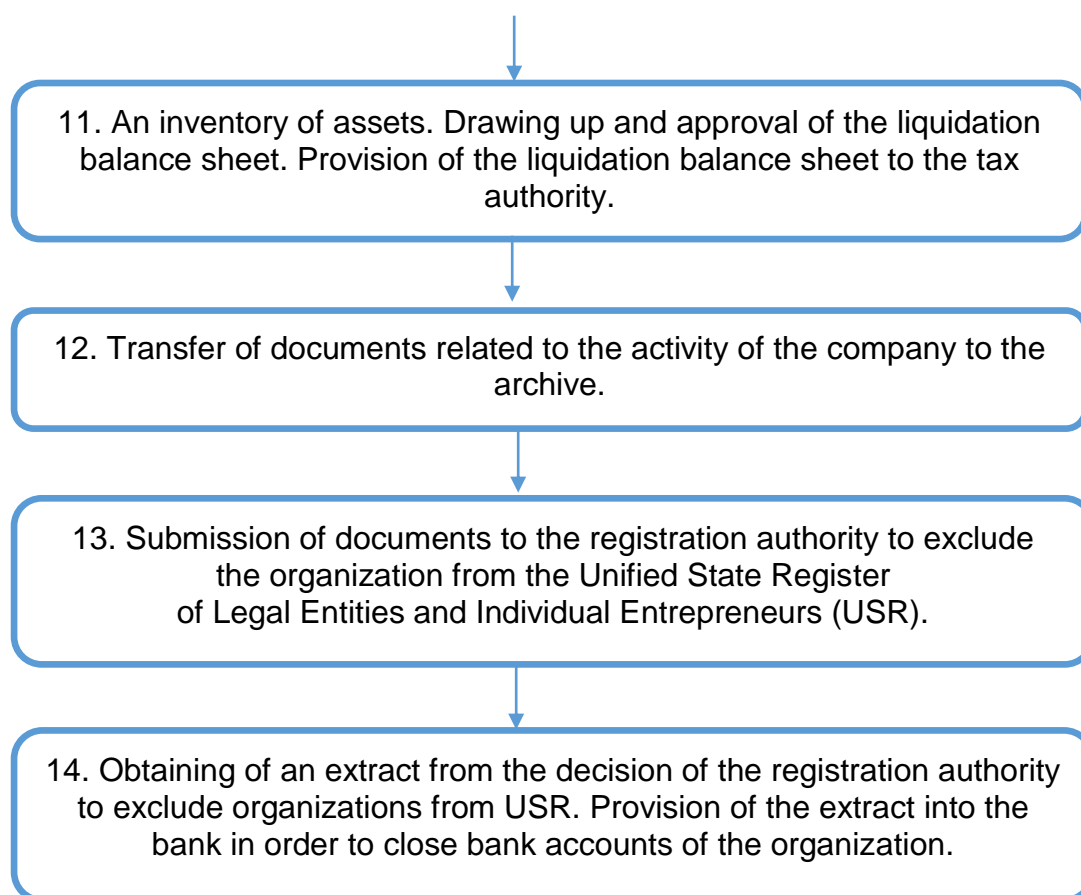 11. An inventory of assets. Drawing up and approval of the liquidation
balance sheet. Provision of the liquidation balance sheet to the tax
authority.
12. Transfer of documents related to the activity of the company to the
archive.
13. Submission of documents to the registration authority to exclude
the organization from the Unified State Register
of Legal Entities and Individual Entrepreneurs (USR).
14. Obtaining of an extract from the decision of the registration authority
to exclude organizations from USR. Provision of the extract into the
bank in order to close bank accounts of the organization.